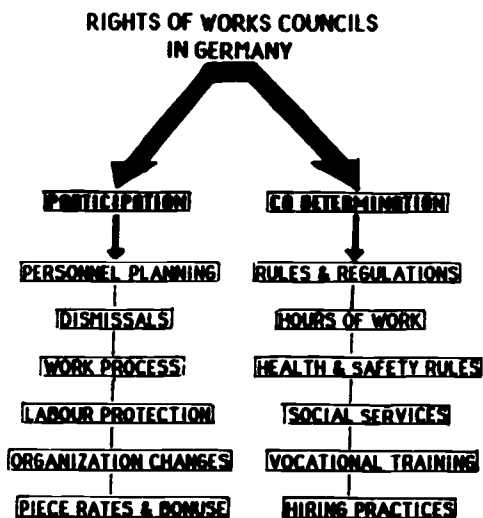 RIGHTS OF WORKS COUNCILS
IN GERMANY
PARTICIPATION
CO DETERMINATION
PERSONNEL PLANNING
RULES & REGULATIONS
DISMISSALS
HOURS OF WORK
WORK PROCESS
HEALTH & SAFETY RULES
LABOUR PROTECTION
SOCIAL SERVICES
ORGANIZATION CHANGES
VOCATIONAL TRAINING
PIECE RATES & BONUSE
HIRING PRACTICES